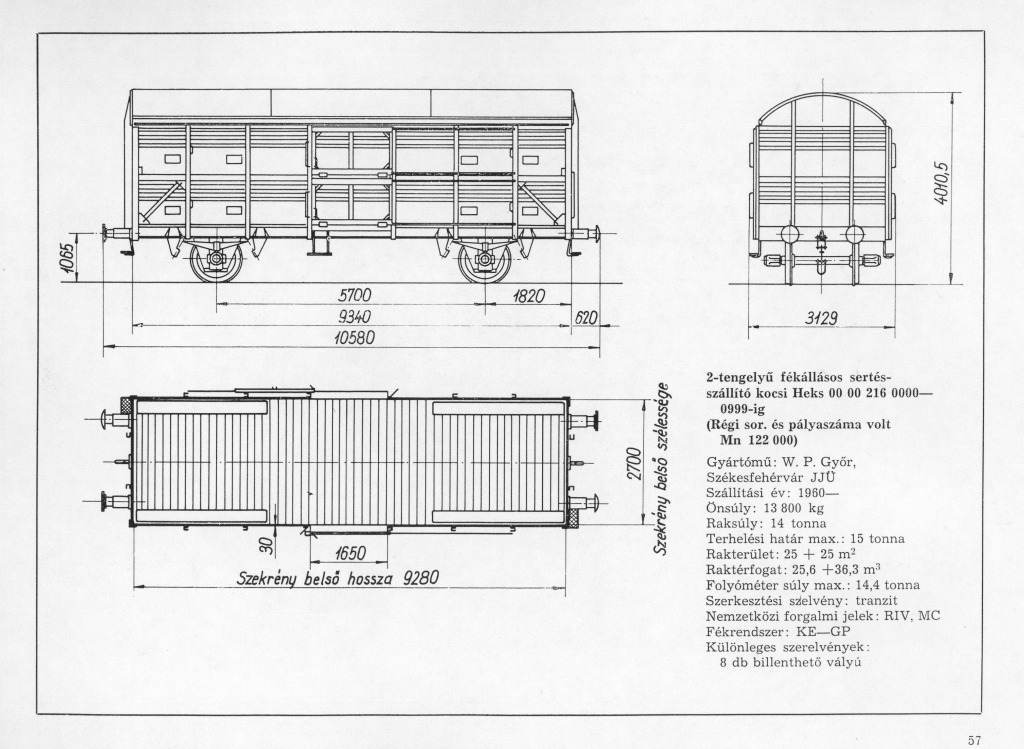 1065
5700
1820
9340
620
10580
4010,5
3129
2700
Szekrény belső szélessége
30
1650
Szekrény belső hossza 9280
2-tengelyű fékállásos sertés-
szállító kocsi Heks 00 00 216 0000—
0999-ig
(Régi sor. és pályaszáma volt
Mn 122 000)
Gyártómű: W. P. Győr,
Székesfehérvár JJÜ
Szállítási év: 1960—
Önsúly: 13 800 kg
Raksúly: 14 tonna
Terhelési határ max.: 15 tonna
Rakterület: 25 + 25 m²
Raktérfogat: 25,6 +36,3 m³
Folyóméter súly max.: 14,4 tonna
Szerkesztési szelvény: tranzit
Nemzetközi forgalmi jelek: RIV, MC
Fékrendszer: KE—GP
Különleges szerelvények:
8 db billenthető vályú
57